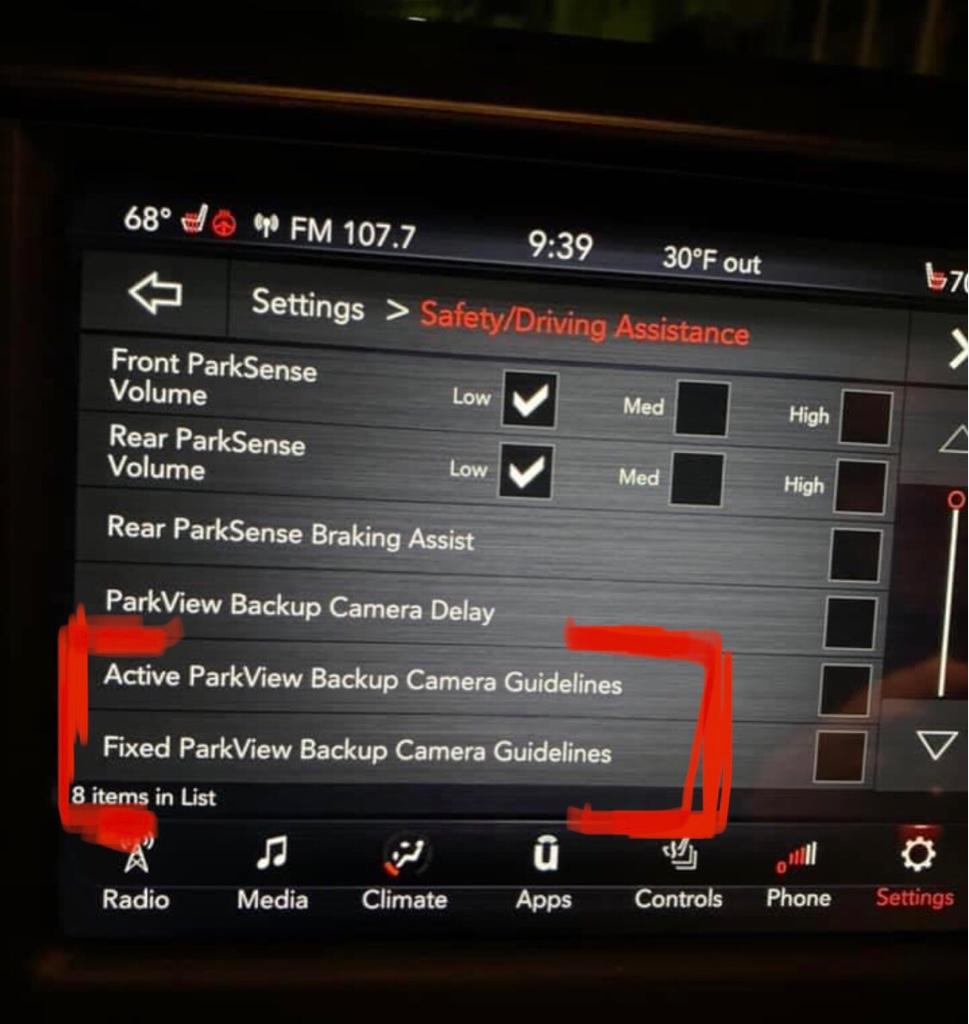 68° FM 107.7 9:39 30°F out
Settings > Safety/Driving Assistance
Front ParkSense
Volume Low Med High
Rear ParkSense
Volume Low Med High
Rear ParkSense Braking Assist
ParkView Backup Camera Delay
Active ParkView Backup Camera Guidelines
Fixed ParkView Backup Camera Guidelines
8 items in List
Radio Media Climate Apps Controls Phone Settings